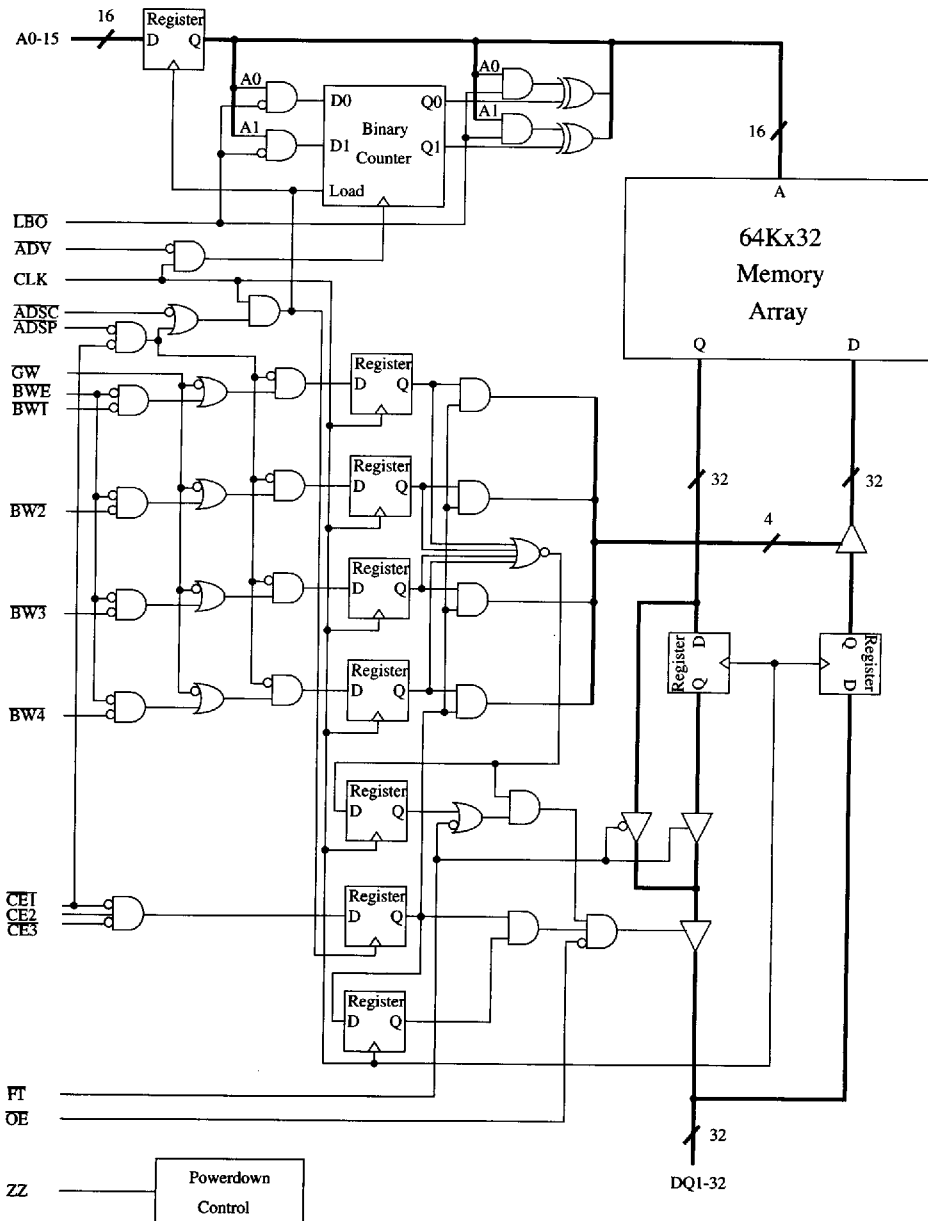 16
Register
A0-15
D Q
A0
A0
D0
Q0
A1
A1
Binary
D1
Q1
Counter
16
Load
A
LBO
64Kx32
ADV
Memory
CLK
Array
ADSC
ADSP
Q D
GW
Register
BWE
D Q
BW1
Register
32
32
D Q
BW2
4
Register
D Q
BW3
Register
D
Q
Q
D
Register
Register
D Q
BW4
Register
D Q
CE1
Register
CE2
D Q
CE3
Register
D Q
FT
OE
32
Powerdown
DQ1-32
ZZ
Control